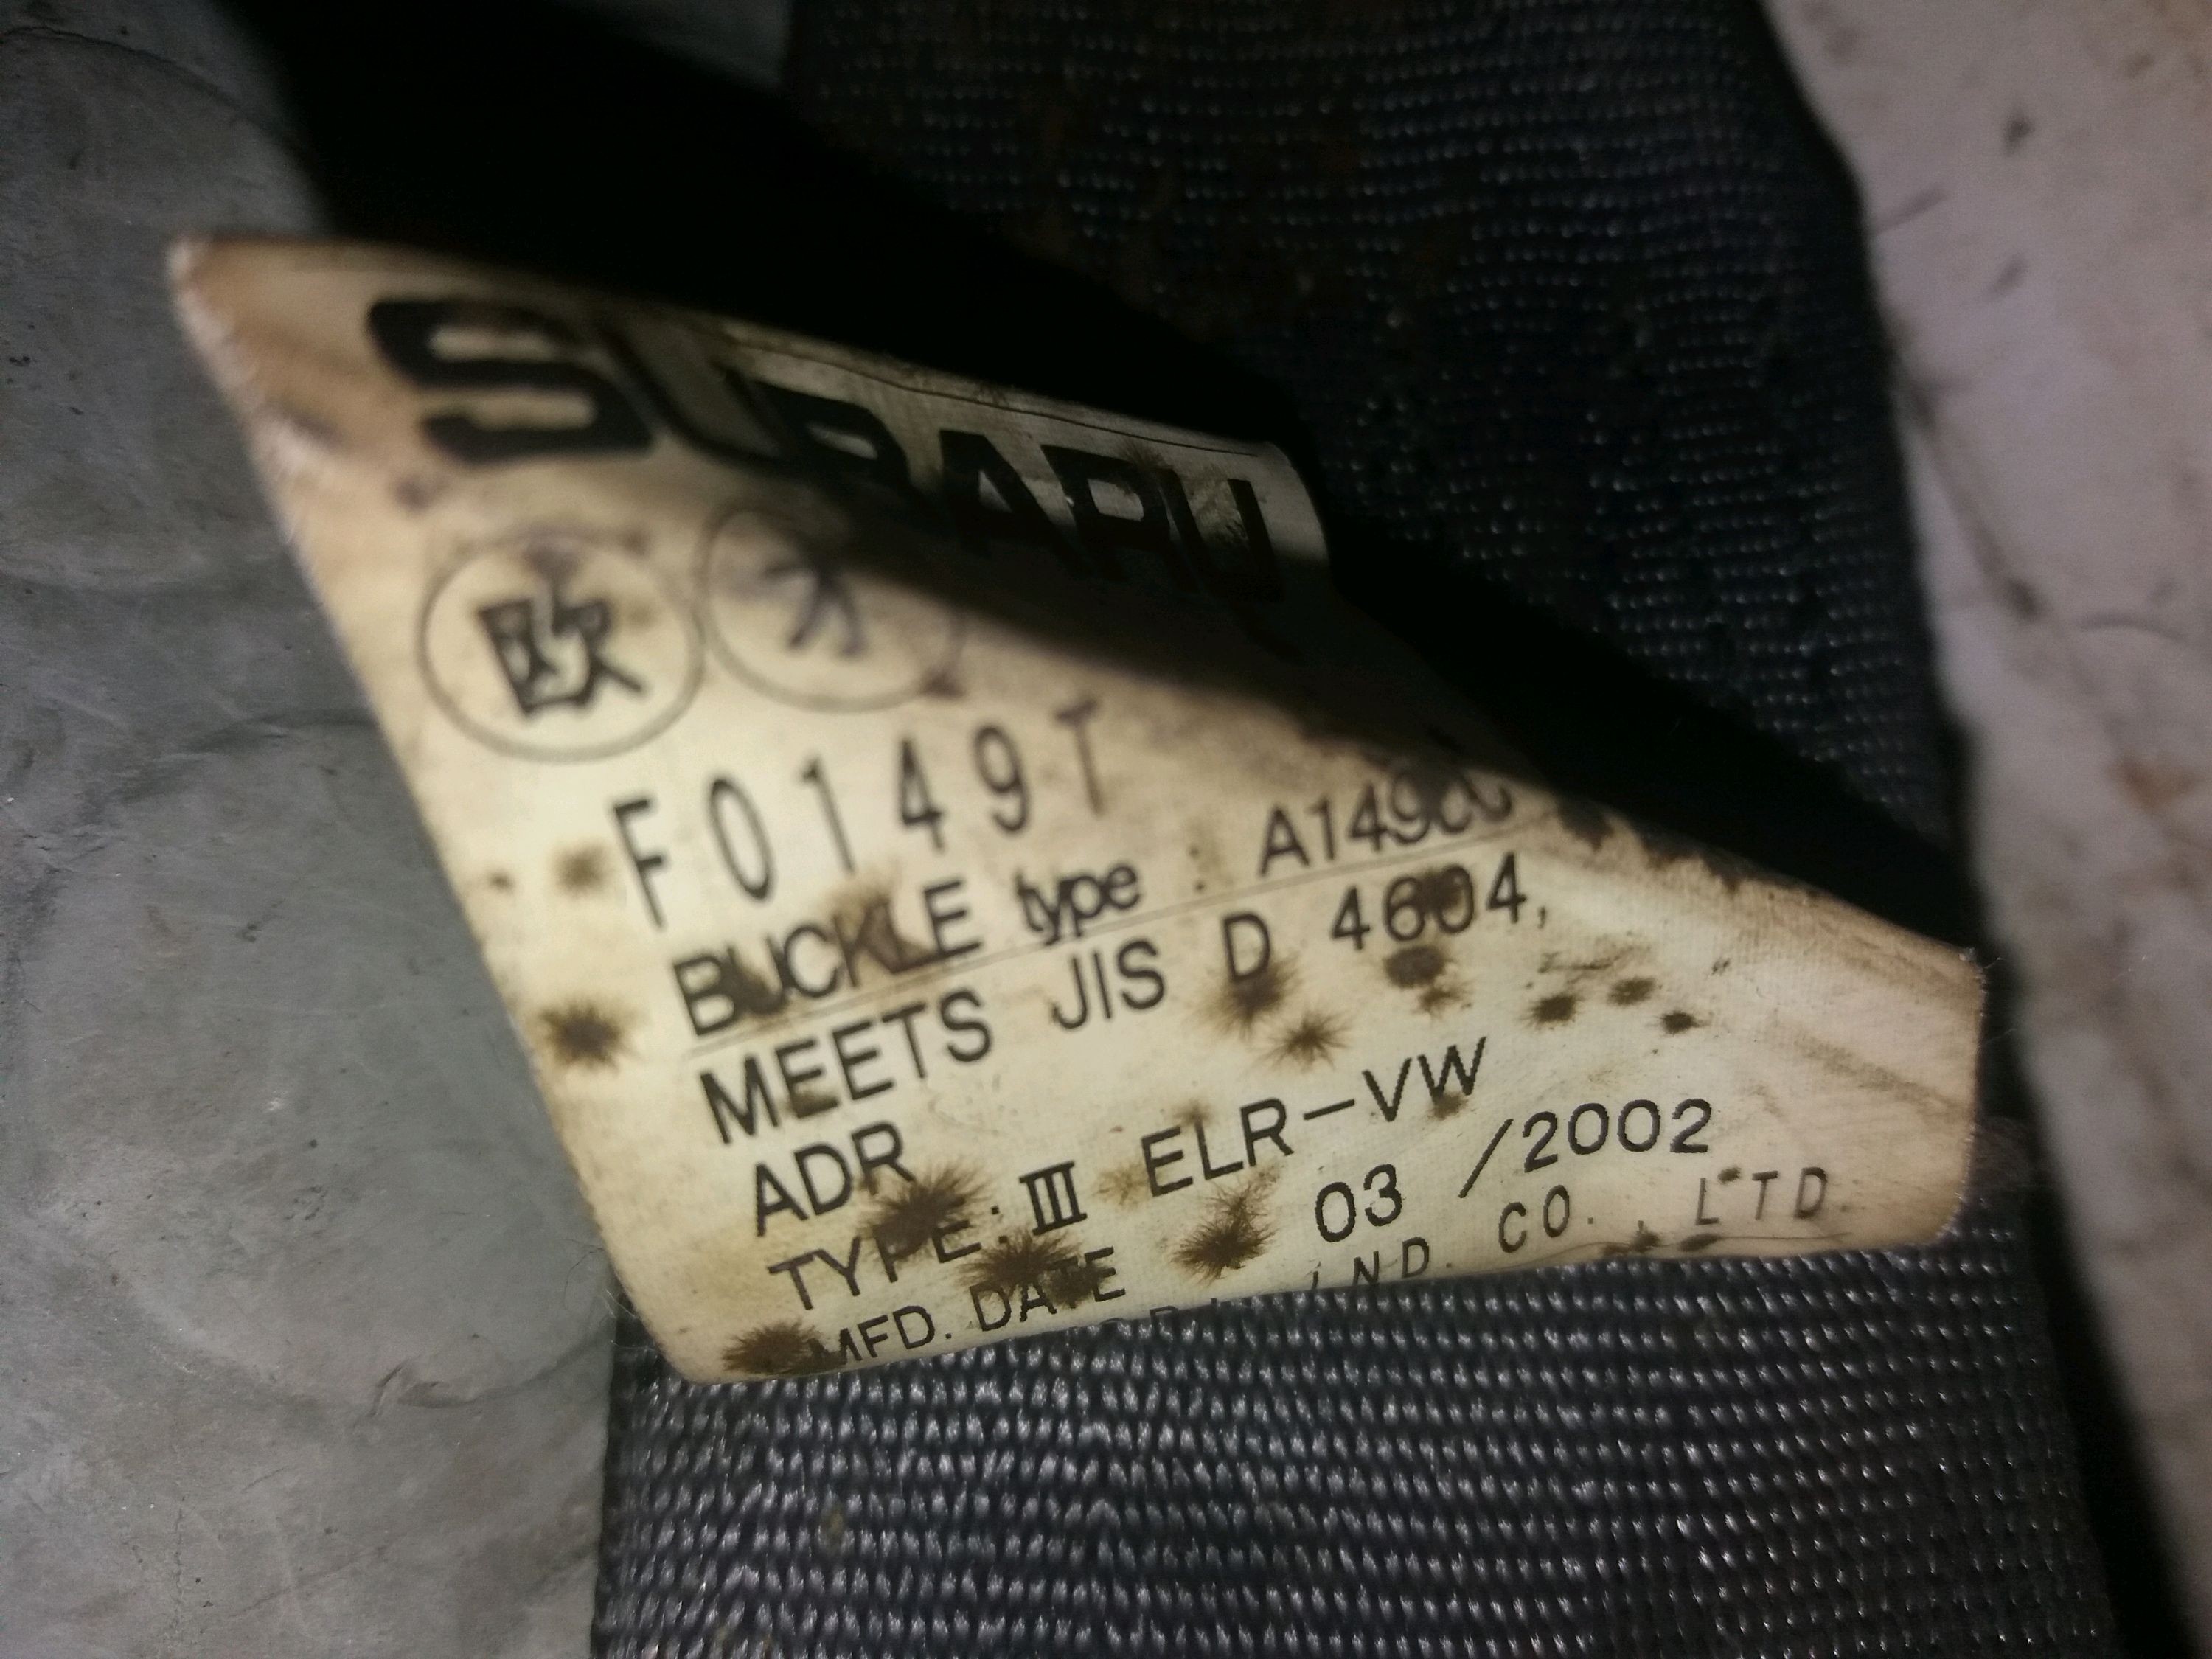 SUBARU
欧 オ
F0149T
BUCKLE type :
MEETS JIS D 4604,
ADR
TYPE: III ELR-VW
MFD. DATE 03 /2002
IND. CO. , LTD.